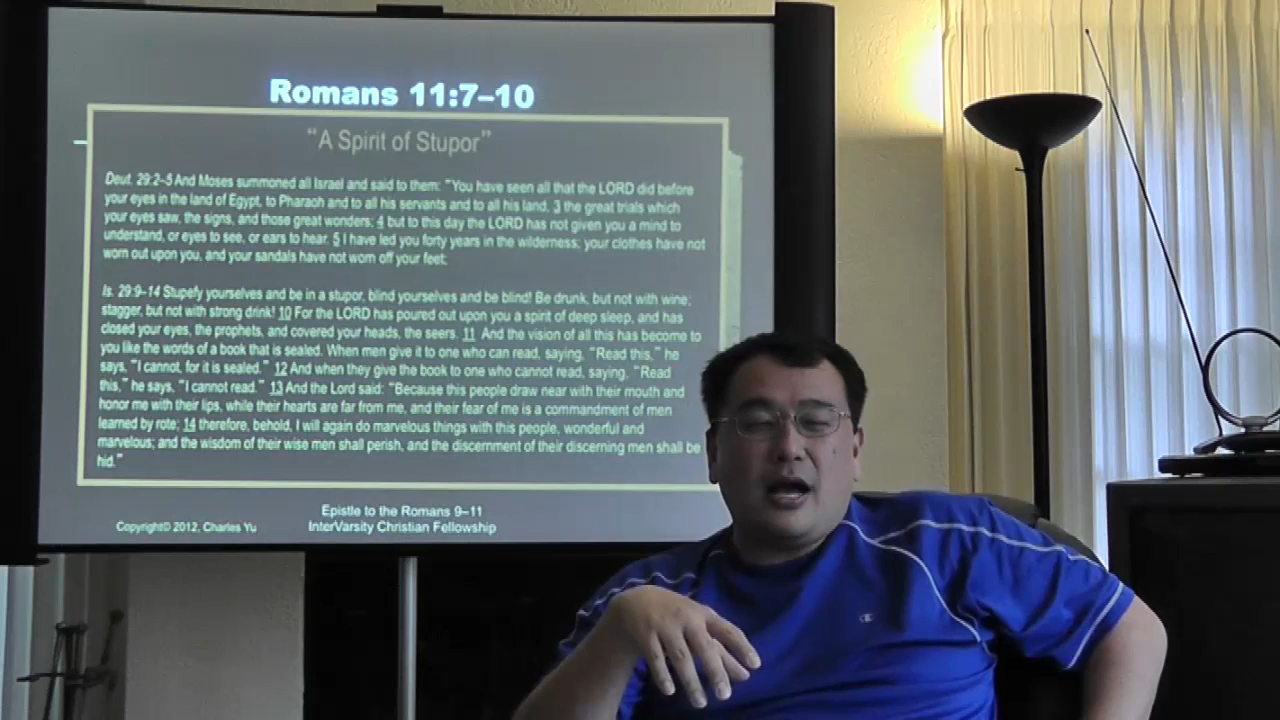 Romans 11:7–10
“A Spirit of Stupor”
Deut. 29:2–5 And Moses summoned all Israel and said to them: “You have seen all that the LORD did before
your eyes in the land of Egypt, to Pharaoh and to all his servants and to all his land, 3 the great trials which
your eyes saw, the signs, and those great wonders; 4 but to this day the LORD has not given you a mind to
understand, or eyes to see, or ears to hear. 5 I have led you forty years in the wilderness; your clothes have not
worn out upon you, and your sandals have not worn off your feet;
Is. 29:9–14 Stupefy yourselves and be in a stupor, blind yourselves and be blind! Be drunk, but not with wine;
stagger, but not with strong drink! 10 For the LORD has poured out upon you a spirit of deep sleep, and has
closed your eyes, the prophets, and covered your heads, the seers. 11 And the vision of all this has become to
you like the words of a book that is sealed. When men give it to one who can read, saying, “Read this,” he
says, “I cannot, for it is sealed.” 12 And when they give the book to one who cannot read, saying, “Read
this,” he says, “I cannot read.” 13 And the Lord said: “Because this people draw near with their mouth and
honor me with their lips, while their hearts are far from me, and their fear of me is a commandment of men
learned by rote; 14 therefore, behold, I will again do marvelous things with this people, wonderful and
marvelous; and the wisdom of their wise men shall perish, and the discernment of their discerning men shall be
hid.”
Epistle to the Romans 9–11
Copyright© 2012, Charles Yu InterVarsity Christian Fellowship